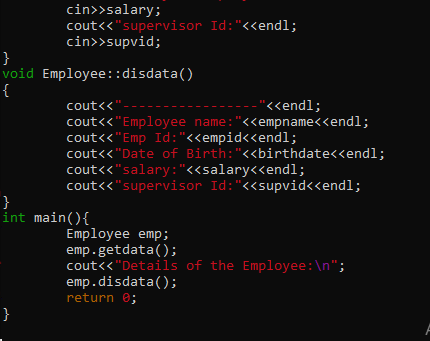 cin>>salary;
cout<<"supervisor Id:"<<endl;
cin>>supvid;
}
void Employee::disdata()
{
cout<<"-----------------"<<endl;
cout<<"Employee name:"<<empname<<endl;
cout<<"Emp Id:"<<empid<<endl;
cout<<"Date of Birth:"<<birthdate<<endl;
cout<<"salary:"<<salary<<endl;
cout<<"supervisor Id:"<<supvid<<endl;
}
int main(){
Employee emp;
emp.getdata();
cout<<"Details of the Employee:\n";
emp.disdata();
return 0;
}